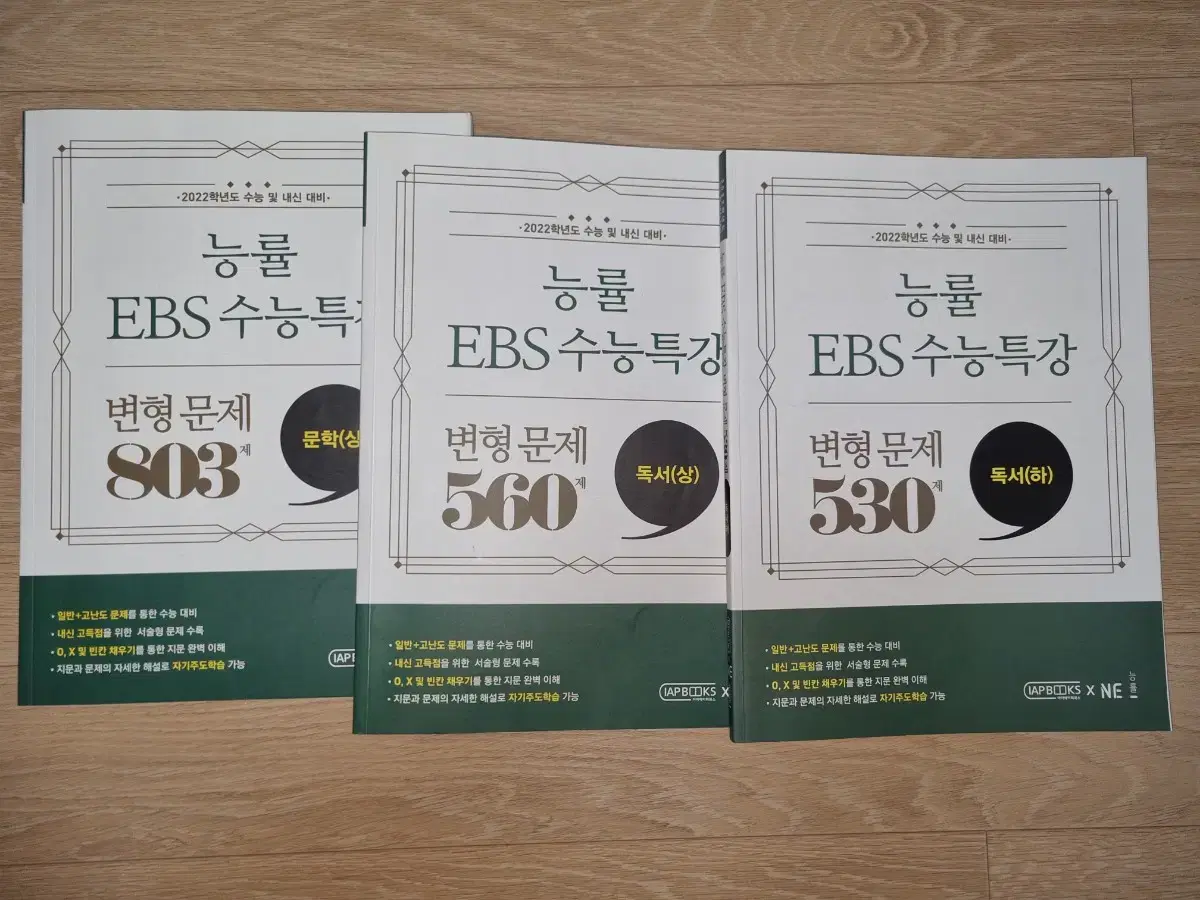 ·2022학년도 수능 및 내신 대비·
능률
EBS 수능특
변형 문제
803제
문학(상
• 일반+고난도 문제를 통한 수능 대비
• 내신 고득점을 위한 서술형 문제 수록
• O, X 및 빈칸 채우기를 통한 지문 완벽 이해
• 지문과 문제의 자세한 해설로 자기주도학습 가능
IAP B
·2022학년도 수능 및 내신 대비·
능률
EBS 수능특강
변형 문제
560제
독서(상)
• 일반+고난도 문제를 통한 수능 대비
• 내신 고득점을 위한 서술형 문제 수록
• O, X 및 빈칸 채우기를 통한 지문 완벽 이해
• 지문과 문제의 자세한 해설로 자기주도학습 가능
IAP BOOKS X
·2022학년도 수능 및 내신 대비·
능률
EBS 수능특강
변형 문제
530제
독서(하)
• 일반+고난도 문제를 통한 수능 대비
• 내신 고득점을 위한 서술형 문제 수록
• O, X 및 빈칸 채우기를 통한 지문 완벽 이해
• 지문과 문제의 자세한 해설로 자기주도학습 가능
IAP BOOKS X NE 능률